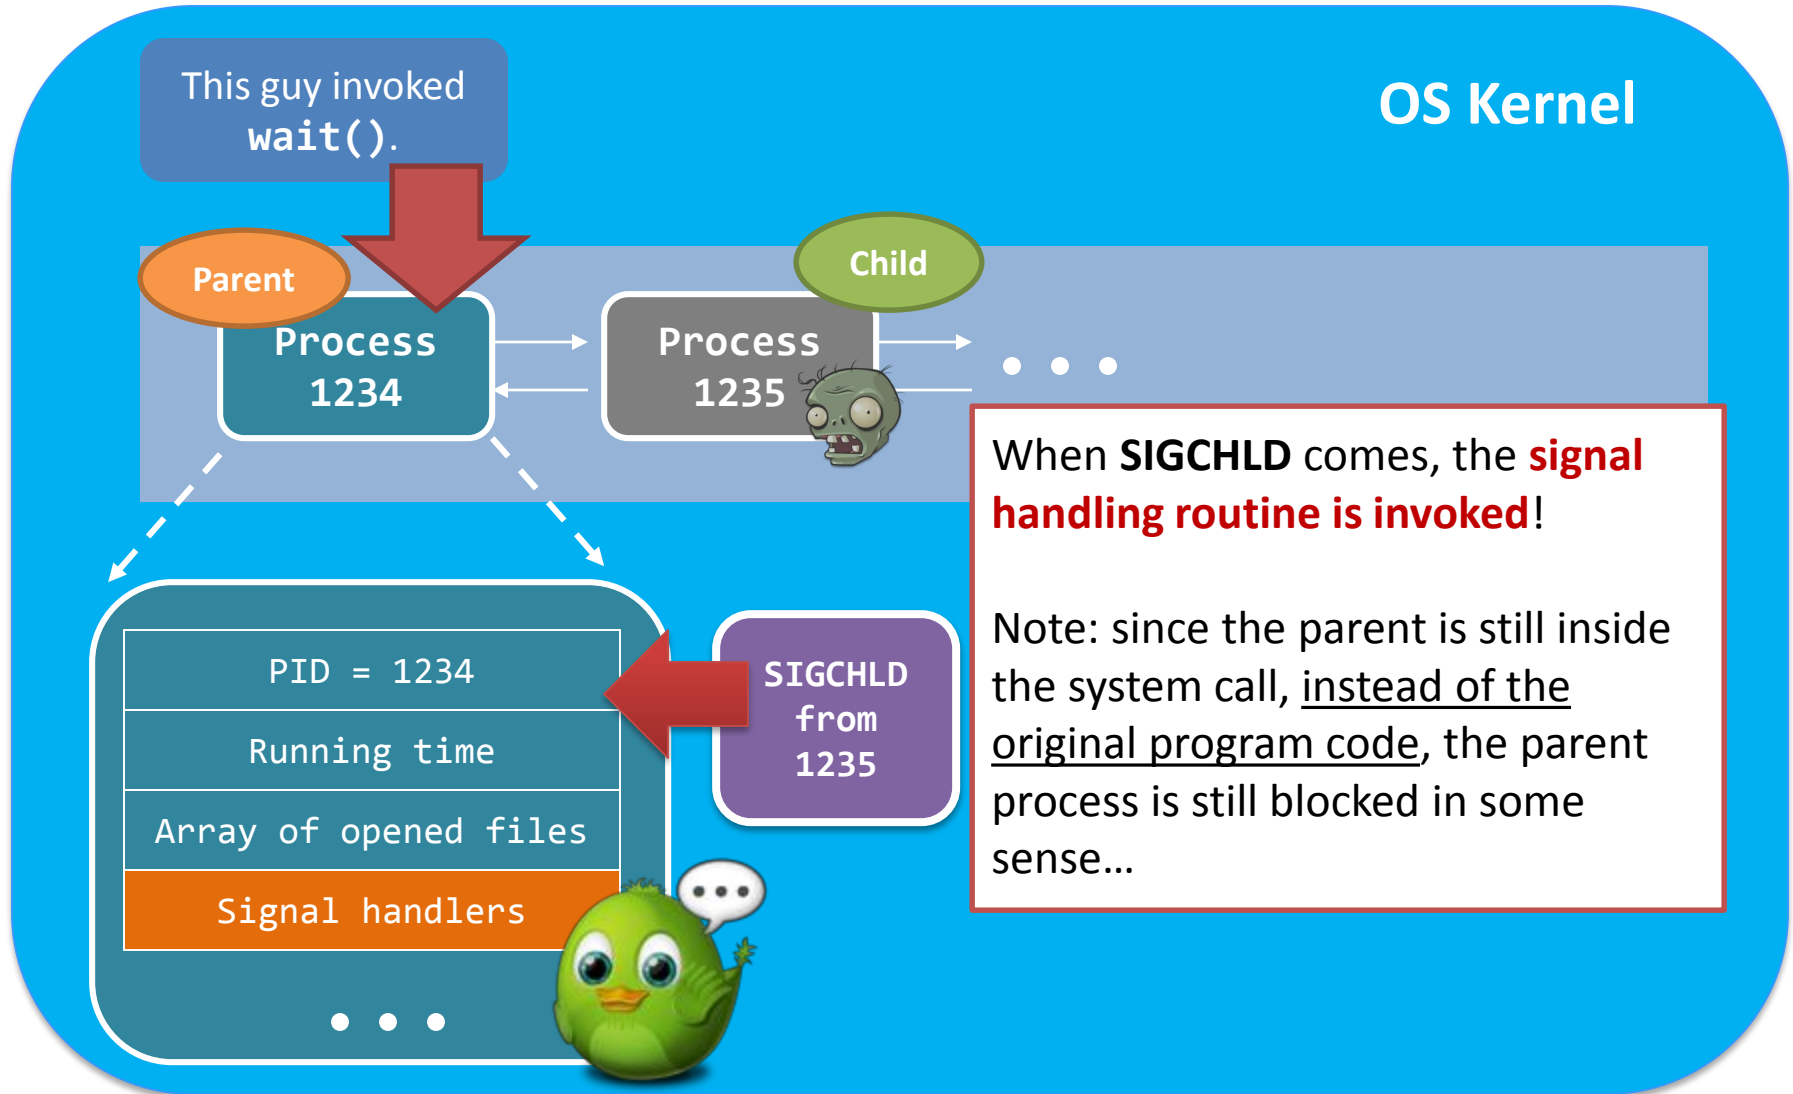 This guy invoked
wait().
OS Kernel
Parent
Child
Process
1234
Process
1235
When SIGCHLD comes, the signal
handling routine is invoked!
Note: since the parent is still inside
the system call, instead of the
original program code, the parent
process is still blocked in some
sense…
PID = 1234
Running time
Array of opened files
Signal handlers
SIGCHLD
from
1235